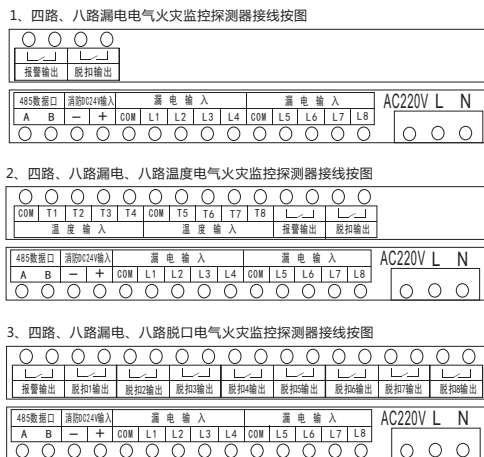 1、四路、八路漏电电气火灾监控探测器接线按图
报警输出 脱扣输出
485数据口 消防DC24V输入 漏 电 输 入 漏 电 输 入 AC220V L N
A B — + COM L1 L2 L3 L4 COM L5 L6 L7 L8
2、四路、八路漏电、八路温度电气火灾监控探测器接线按图
COM T1 T2 T3 T4 COM T5 T6 T7 T8
温 度 输 入 温 度 输 入 报警输出 脱扣输出
485数据口 消防DC24V输入 漏 电 输 入 漏 电 输 入 AC220V L N
A B — + COM L1 L2 L3 L4 COM L5 L6 L7 L8
3、四路、八路漏电、八路脱口电气火灾监控探测器接线按图
报警输出 脱扣1输出 脱扣2输出 脱扣3输出 脱扣4输出 脱扣5输出 脱扣6输出 脱扣7输出 脱扣8输出
485数据口 消防DC24V输入 漏 电 输 入 漏 电 输 入 AC220V L N
A B — + COM L1 L2 L3 L4 COM L5 L6 L7 L8